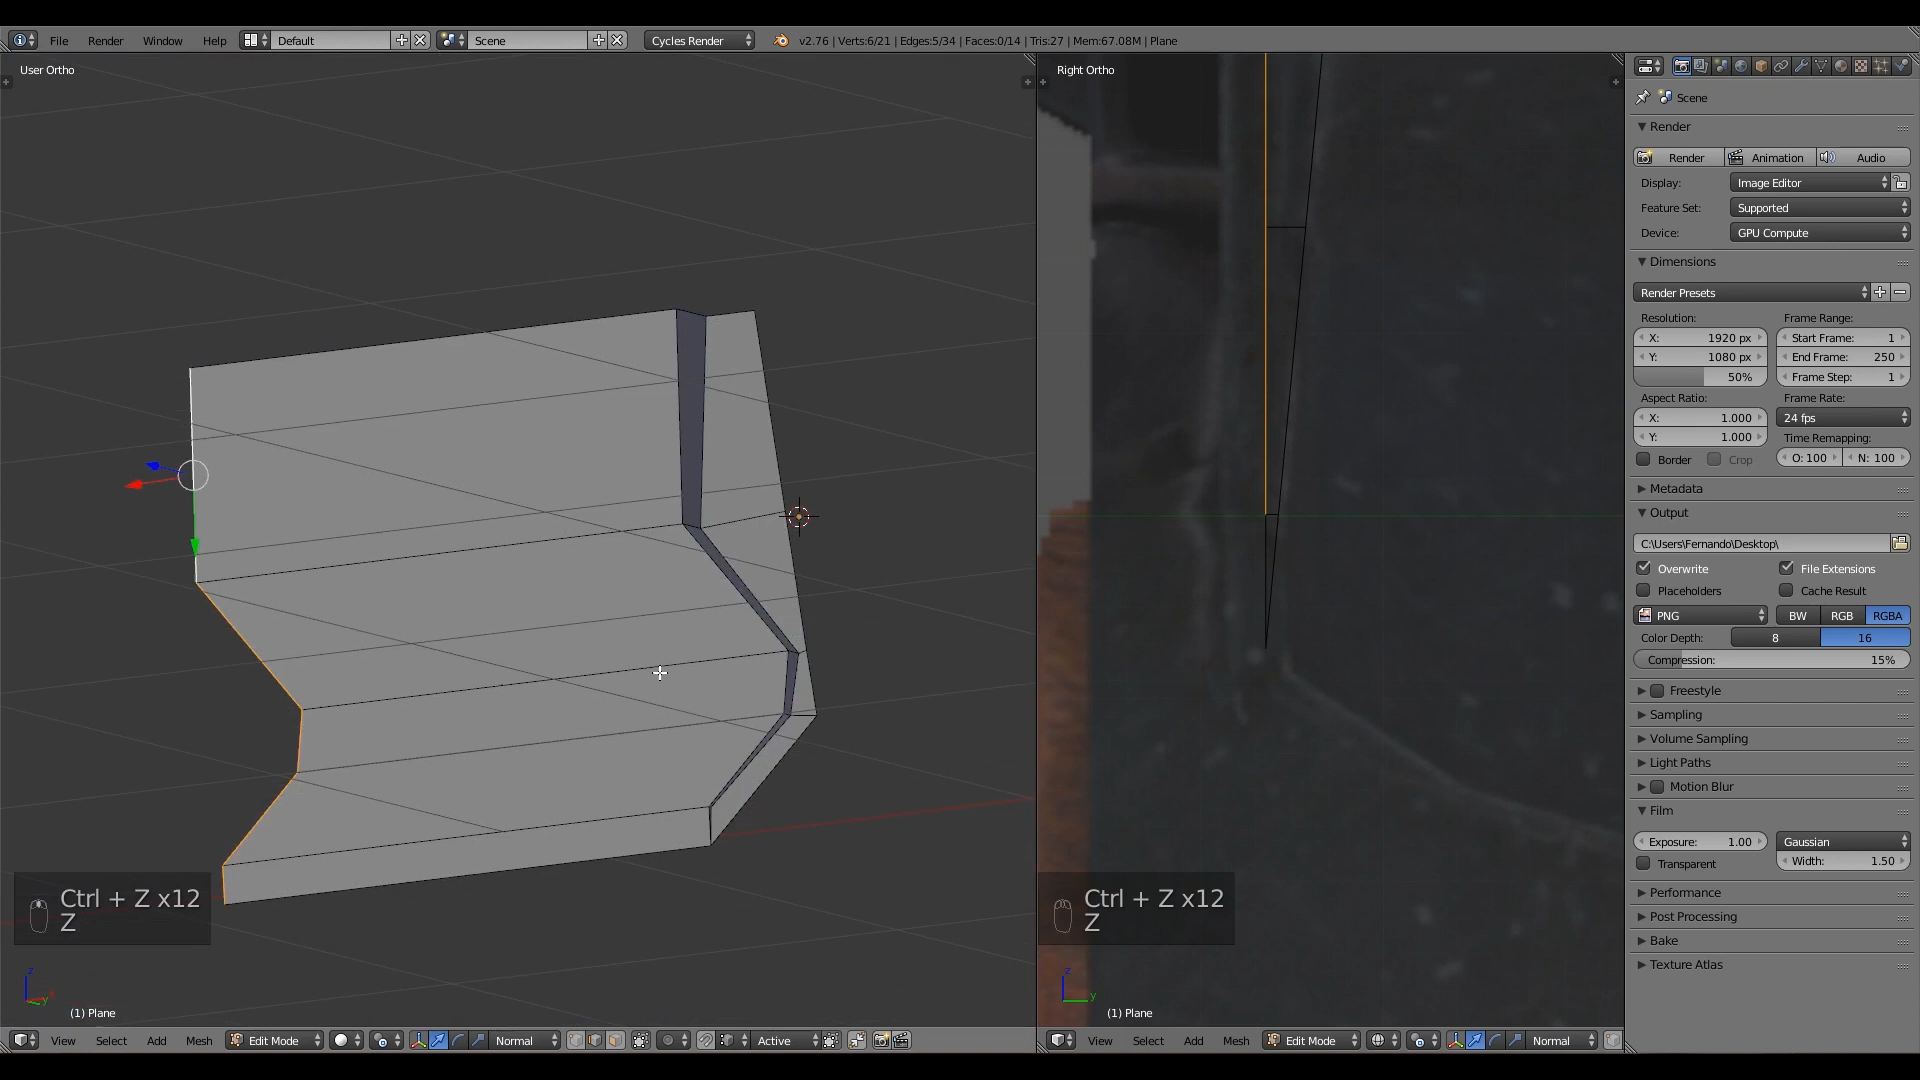 File Render Window Help Default Scene Cycles Render v2.76 | Verts:6/21 | Edges:5/34 | Faces:0/14 | Tris:27 | Mem:67.08M | Plane
User Ortho
Right Ortho
Scene
Render
Render Animation Audio
Display: Image Editor
Feature Set: Supported
Device: GPU Compute
Dimensions
Render Presets
Resolution: Frame Range:
X: 1920 px Start Frame: 1
Y: 1080 px End Frame: 250
50% Frame Step: 1
Aspect Ratio: Frame Rate:
X: 1.000 24 fps
Y: 1.000 Time Remapping:
Border Crop O: 100 N: 100
Metadata
Output
C:\Users\Fernando\Desktop\
Overwrite File Extensions
Placeholders Cache Result
PNG BW RGB RGBA
Color Depth: 8 16
Compression: 15%
Freestyle
Sampling
Volume Sampling
Light Paths
Motion Blur
Film
Exposure: 1.00 Gaussian
Transparent Width: 1.50
Performance
Post Processing
Bake
Texture Atlas
Ctrl + Z x12
Z
Ctrl + Z x12
Z
z
x
y
(1) Plane
z
y
(1) Plane
View Select Add Mesh Edit Mode Normal Active
View Select Add Mesh Edit Mode Normal